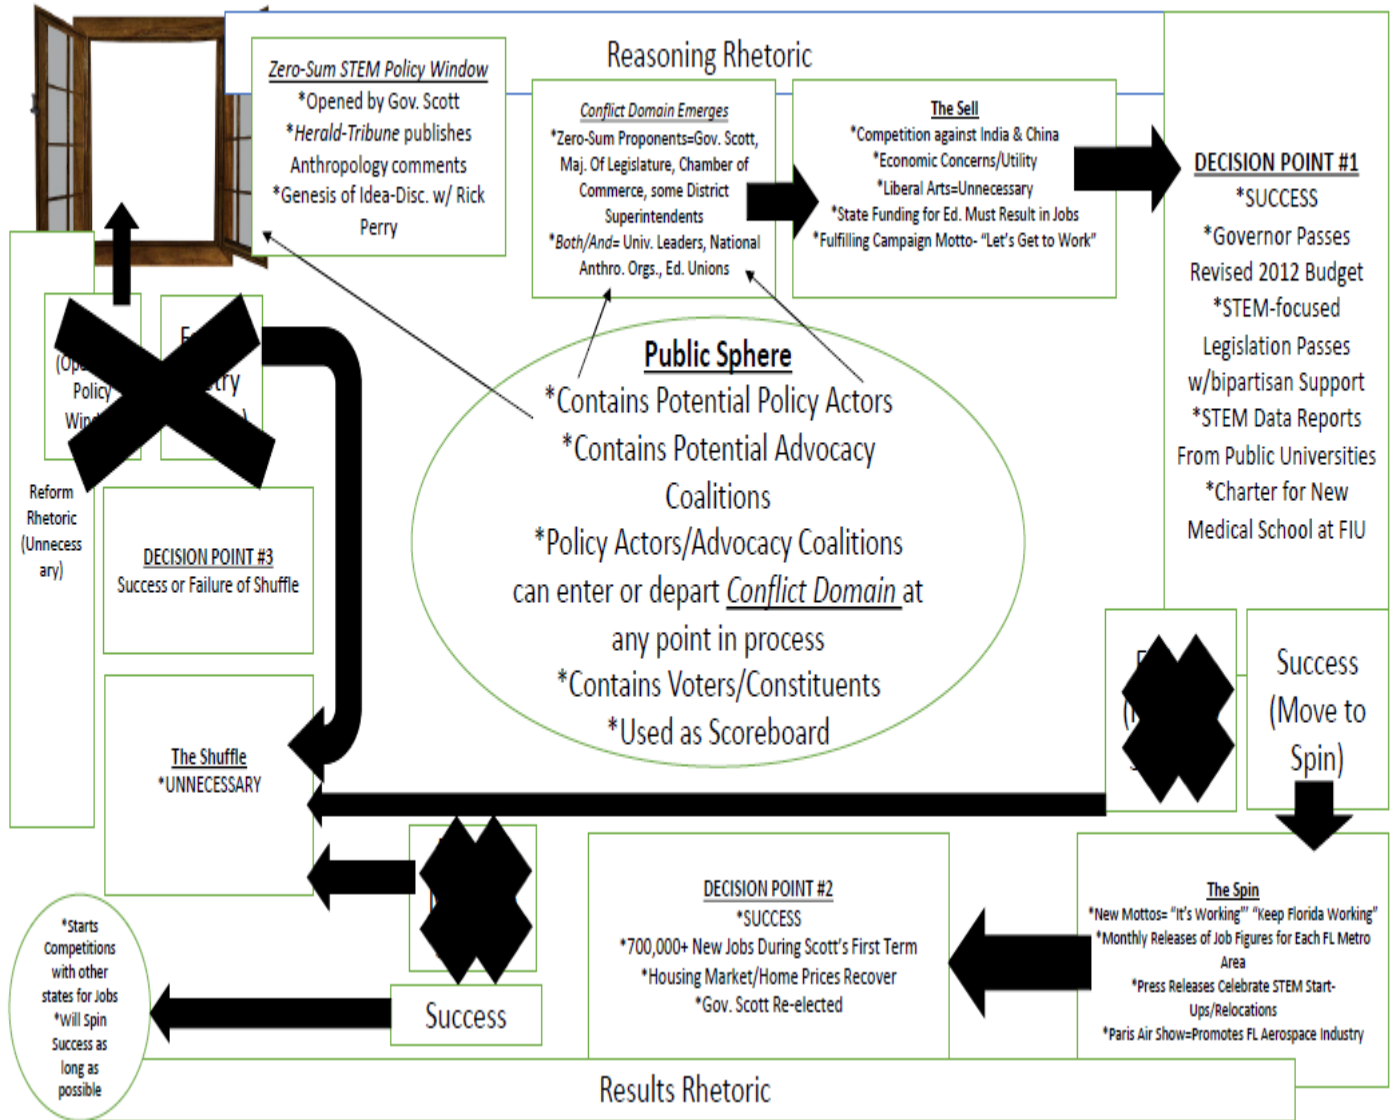 Reasoning Rhetoric
Zero-Sum STEM Policy Window
*Opened by Gov. Scott
*Herald-Tribune publishes
Anthropology comments
*Genesis of Idea-Disc. w/ Rick
Perry
Conflict Domain Emerges
*Zero-Sum Proponents=Gov. Scott,
Maj. Of Legislature, Chamber of
Commerce, some District
Superintendents
*Both/And= Univ. Leaders, National
Anthro. Orgs., Ed. Unions
The Sell
*Competition against India & China
*Economic Concerns/Utility
*Liberal Arts=Unnecessary
*State Funding for Ed. Must Result in Jobs
*Fulfilling Campaign Motto- “Let’s Get to Work”
DECISION POINT #1
*SUCCESS
*Governor Passes
Revised 2012 Budget
*STEM-focused
Legislation Passes
w/bipartisan Support
*STEM Data Reports
From Public Universities
*Charter for New
Medical School at FIU
Public Sphere
*Contains Potential Policy Actors
*Contains Potential Advocacy
Coalitions
*Policy Actors/Advocacy Coalitions
can enter or depart Conflict Domain at
any point in process
*Contains Voters/Constituents
*Used as Scoreboard
Policy
Reform
Rhetoric
(Unnecess
ary)
DECISION POINT #3
Success or Failure of Shuffle
The Shuffle
*UNNECESSARY
Success
(Move to
Spin)
The Spin
*New Mottos= “It’s Working”’ “Keep Florida Working”
*Monthly Releases of Job Figures for Each FL Metro
Area
*Press Releases Celebrate STEM Start-
Ups/Relocations
*Paris Air Show=Promotes FL Aerospace Industry
DECISION POINT #2
*SUCCESS
*700,000+ New Jobs During Scott’s First Term
*Housing Market/Home Prices Recover
*Gov. Scott Re-elected
Success
*Starts
Competitions
with other
states for Jobs
*Will Spin
Success as
long as
possible
Results Rhetoric